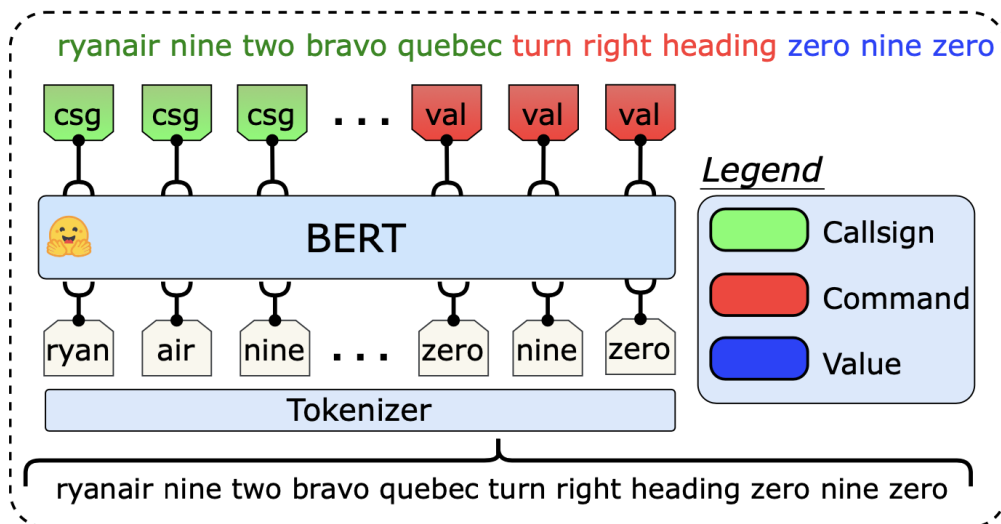 ryanair nine two bravo quebec turn right heading zero nine zero
csg csg csg ... val val val
Legend
BERT
Callsign
Command
Value
ryan air nine ... zero nine zero
Tokenizer
ryanair nine two bravo quebec turn right heading zero nine zero